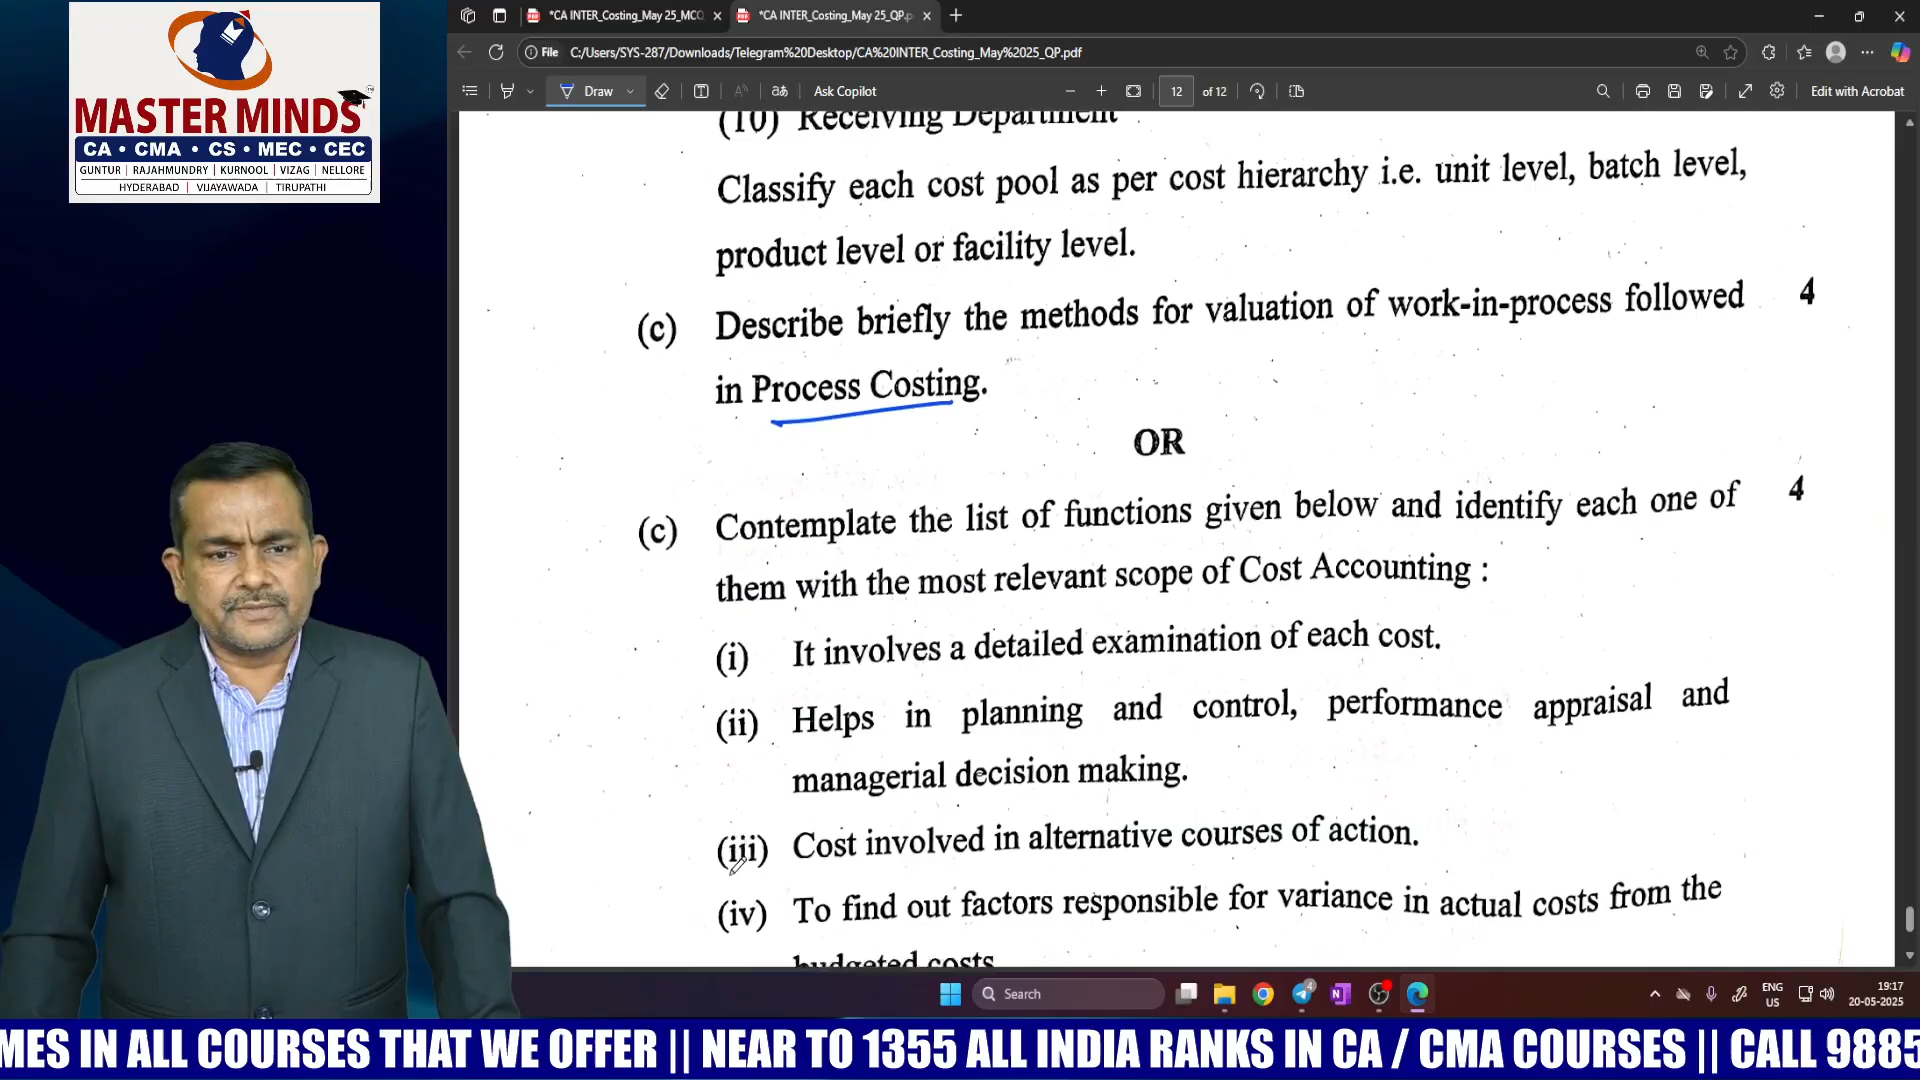 MASTER MINDS
CA • CMA • CS • MEC • CEC
GUNTUR | RAJAHMUNDRY | KURNOOL | VIZAG | NELLORE
HYDERABAD | VIJAYAWADA | TIRUPATHI
*CA INTER_Costing_May 25_MCQ
*CA INTER_Costing_May 25_QP.p
File C:/Users/SYS-287/Downloads/Telegram%20Desktop/CA%20INTER_Costing_May%2025_QP.pdf
Draw
Ask Copilot
12 of 12
Edit with Acrobat
(10) Receiving Department
Classify each cost pool as per cost hierarchy i.e. unit level, batch level,
product level or facility level.
(c) Describe briefly the methods for valuation of work-in-process followed 4
in Process Costing.
OR
(c) Contemplate the list of functions given below and identify each one of 4
them with the most relevant scope of Cost Accounting :
(i) It involves a detailed examination of each cost.
(ii) Helps in planning and control, performance appraisal and
managerial decision making.
(iii) Cost involved in alternative courses of action.
(iv) To find out factors responsible for variance in actual costs from the
budgeted costs
Search
ENG
US
19:17
20-05-2025
MES IN ALL COURSES THAT WE OFFER || NEAR TO 1355 ALL INDIA RANKS IN CA / CMA COURSES || CALL 9885